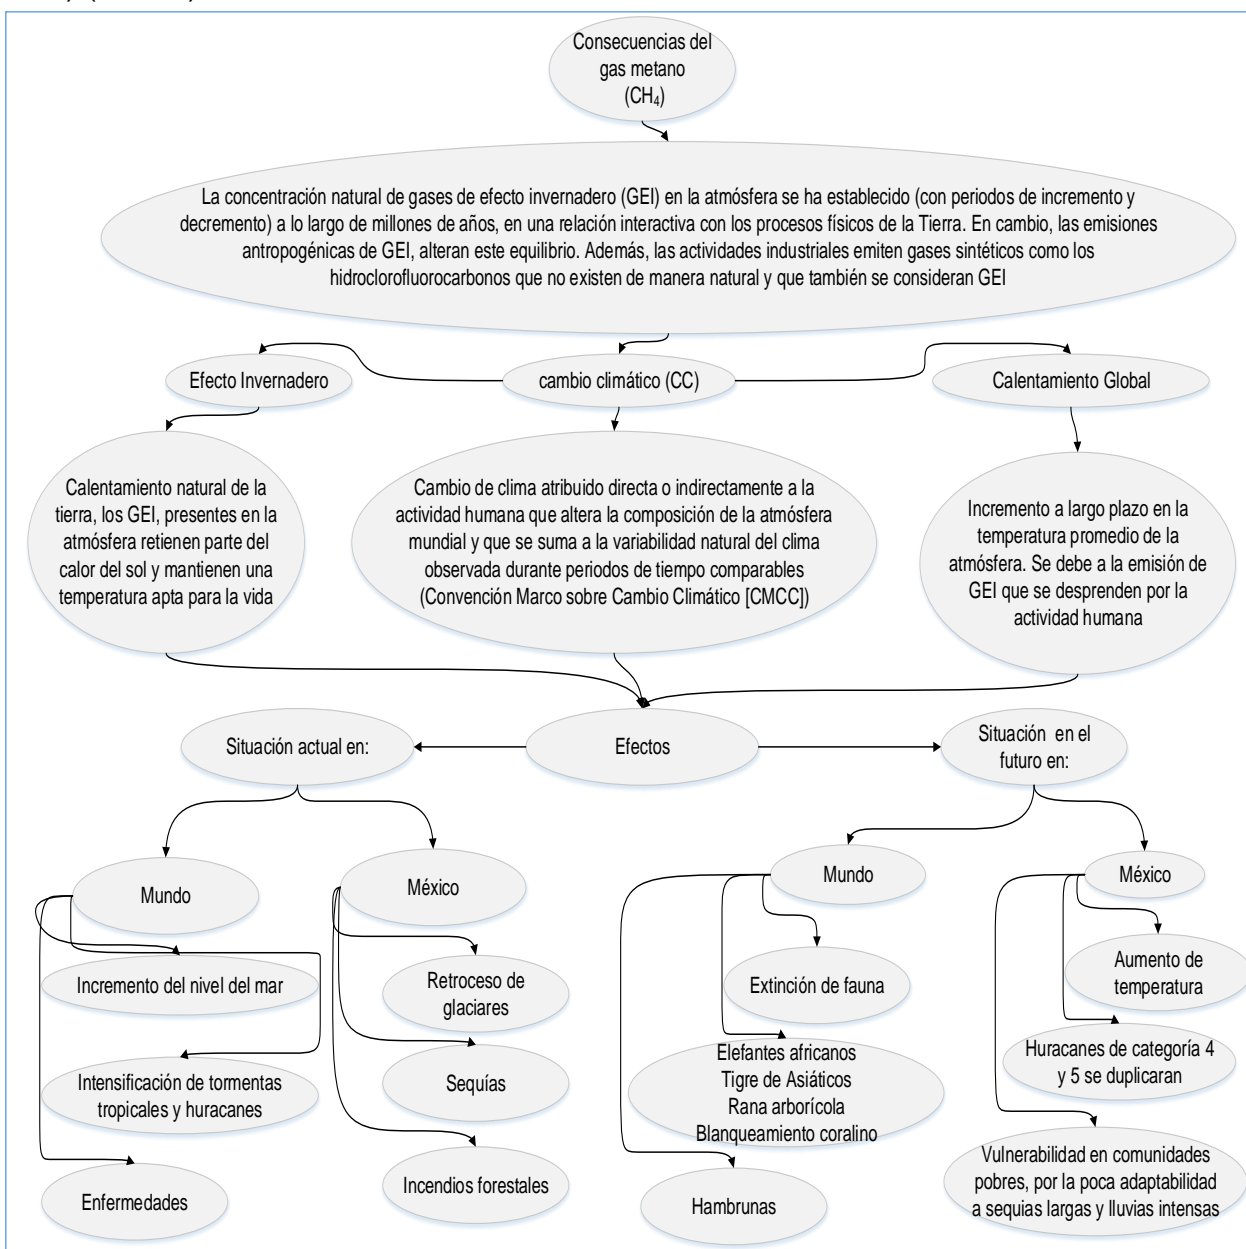 Consecuencias del
gas metano
(CH₄)
La concentración natural de gases de efecto invernadero (GEI) en la atmósfera se ha establecido (con periodos de incremento y
decremento) a lo largo de millones de años, en una relación interactiva con los procesos físicos de la Tierra. En cambio, las emisiones
antropogénicas de GEI, alteran este equilibrio. Además, las actividades industriales emiten gases sintéticos como los
hidroclorofluorocarbonos que no existen de manera natural y que también se consideran GEI
Efecto Invernadero
cambio climático (CC)
Calentamiento Global
Calentamiento natural de la
tierra, los GEI, presentes en la
atmósfera retienen parte del
calor del sol y mantienen una
temperatura apta para la vida
Cambio de clima atribuido directa o indirectamente a la
actividad humana que altera la composición de la atmósfera
mundial y que se suma a la variabilidad natural del clima
observada durante periodos de tiempo comparables
(Convención Marco sobre Cambio Climático [CMCC])
Incremento a largo plazo en la
temperatura promedio de la
atmósfera. Se debe a la emisión de
GEI que se desprenden por la
actividad humana
Situación actual en:
Efectos
Situación en el
futuro en:
Mundo
México
Mundo
México
Incremento del nivel del mar
Retroceso de
glaciares
Extinción de fauna
Aumento de
temperatura
Intensificación de tormentas
tropicales y huracanes
Sequías
Elefantes africanos
Tigre de Asiáticos
Rana arborícola
Blanqueamiento coralino
Huracanes de categoría 4
y 5 se duplicaran
Enfermedades
Incendios forestales
Hambrunas
Vulnerabilidad en comunidades
pobres, por la poca adaptabilidad
a sequias largas y lluvias intensas